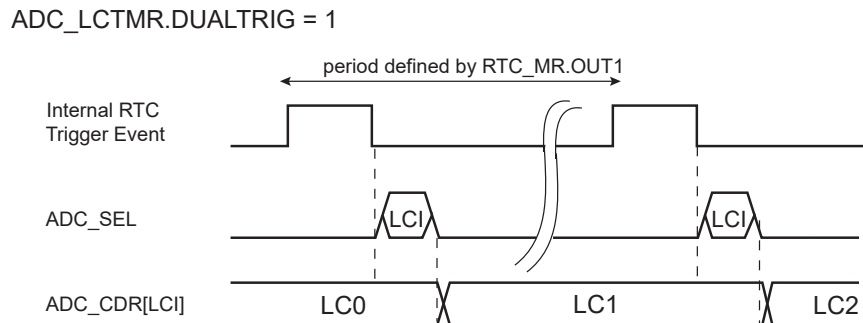 ADC_LCTMR.DUALTRIG = 1
period defined by RTC_MR.OUT1
Internal RTC
Trigger Event
ADC_SEL
LCI
LCI
ADC_CDR[LCI]
LC0
LC1
LC2